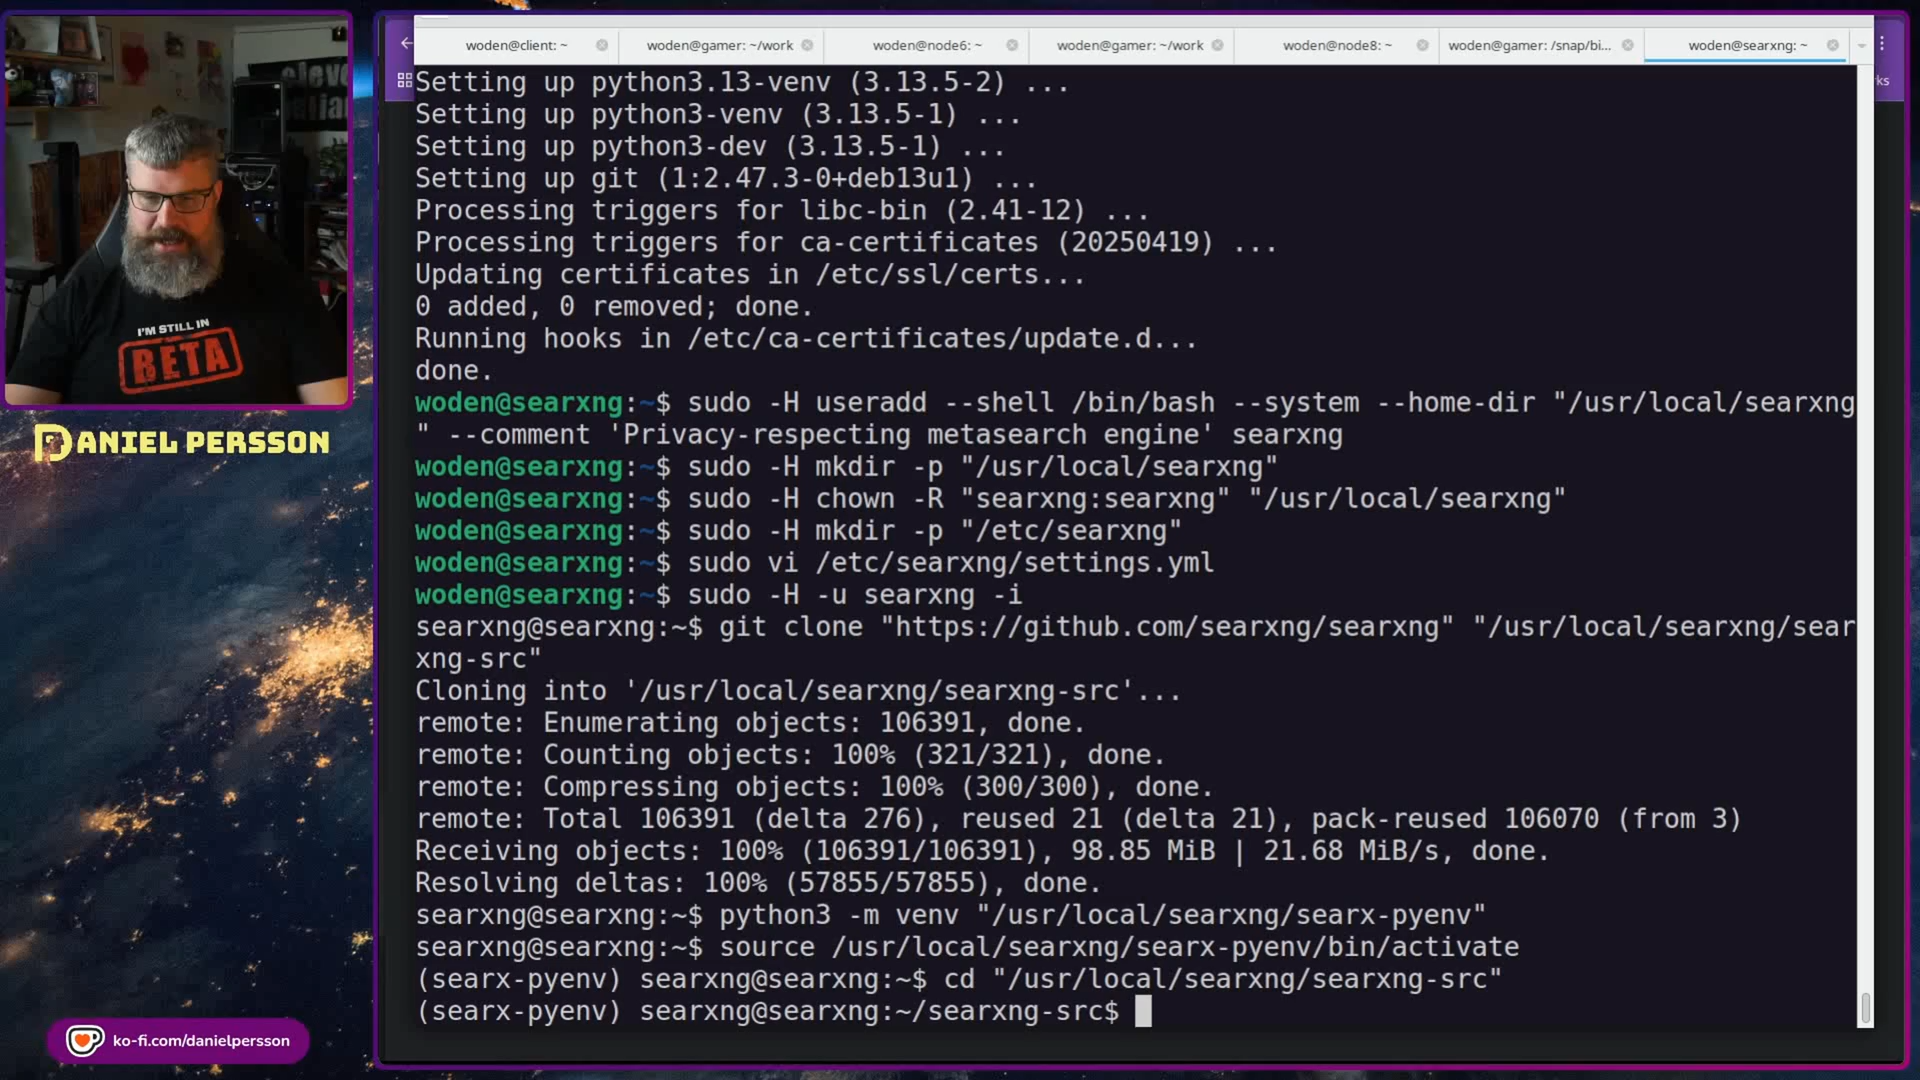 woden@client: ~
woden@gamer: ~/work
woden@node6: ~
woden@gamer: ~/work
woden@node8: ~
woden@gamer: /snap/bi...
woden@searxng: ~
ks
Setting up python3.13-venv (3.13.5-2) ...
Setting up python3-venv (3.13.5-1) ...
Setting up python3-dev (3.13.5-1) ...
Setting up git (1:2.47.3-0+deb13u1) ...
Processing triggers for libc-bin (2.41-12) ...
Processing triggers for ca-certificates (20250419) ...
Updating certificates in /etc/ssl/certs...
0 added, 0 removed; done.
Running hooks in /etc/ca-certificates/update.d...
done.
woden@searxng:~$ sudo -H useradd --shell /bin/bash --system --home-dir "/usr/local/searxng
" --comment 'Privacy-respecting metasearch engine' searxng
woden@searxng:~$ sudo -H mkdir -p "/usr/local/searxng"
woden@searxng:~$ sudo -H chown -R "searxng:searxng" "/usr/local/searxng"
woden@searxng:~$ sudo -H mkdir -p "/etc/searxng"
woden@searxng:~$ sudo vi /etc/searxng/settings.yml
woden@searxng:~$ sudo -H -u searxng -i
searxng@searxng:~$ git clone "https://github.com/searxng/searxng" "/usr/local/searxng/sear
xng-src"
Cloning into '/usr/local/searxng/searxng-src'...
remote: Enumerating objects: 106391, done.
remote: Counting objects: 100% (321/321), done.
remote: Compressing objects: 100% (300/300), done.
remote: Total 106391 (delta 276), reused 21 (delta 21), pack-reused 106070 (from 3)
Receiving objects: 100% (106391/106391), 98.85 MiB | 21.68 MiB/s, done.
Resolving deltas: 100% (57855/57855), done.
searxng@searxng:~$ python3 -m venv "/usr/local/searxng/searx-pyenv"
searxng@searxng:~$ source /usr/local/searxng/searx-pyenv/bin/activate
(searx-pyenv) searxng@searxng:~$ cd "/usr/local/searxng/searxng-src"
(searx-pyenv) searxng@searxng:~/searxng-src$
I'M STILL IN
BETA
DANIEL PERSSON
ko-fi.com/danielpersson